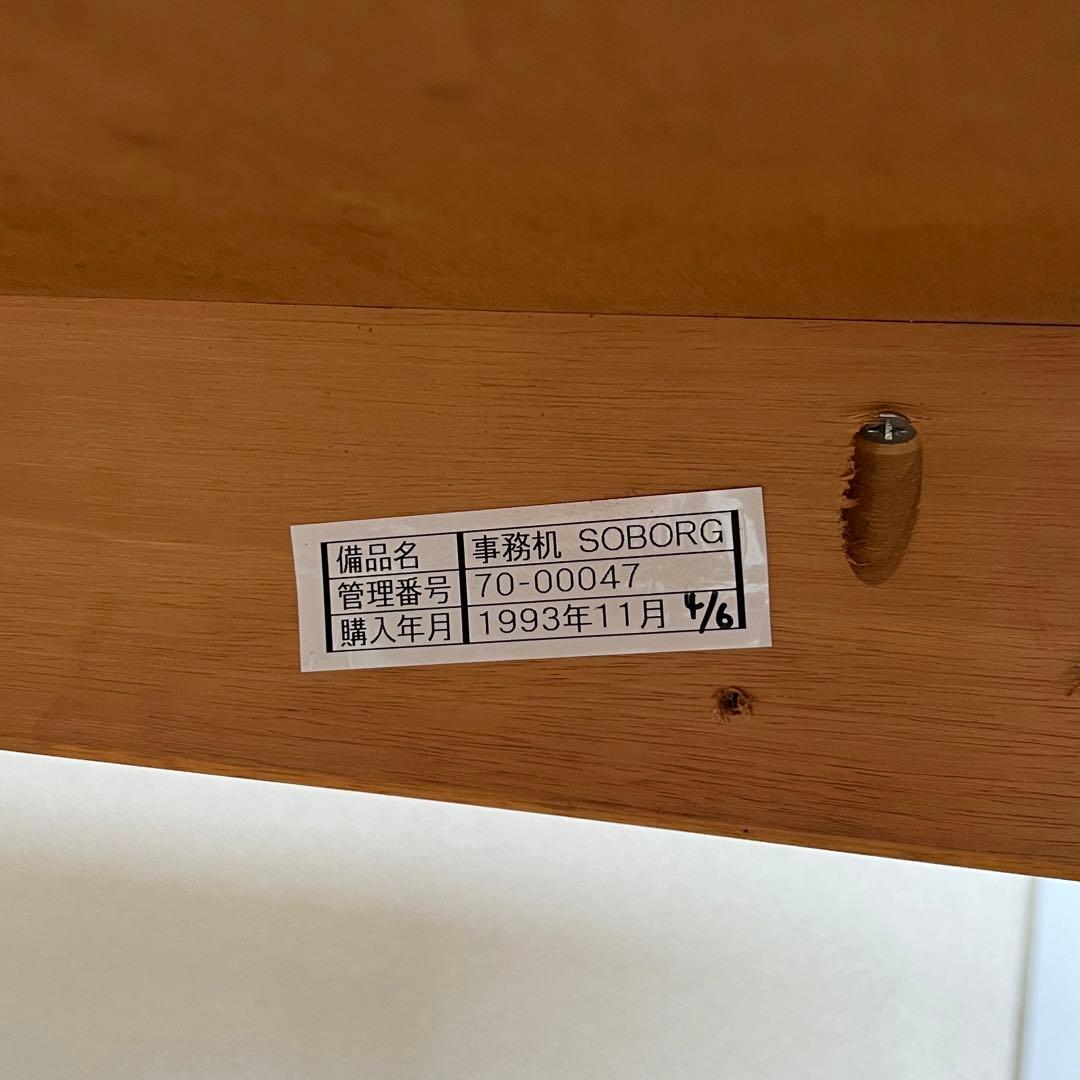 備品名 事務机 SOBORG
管理番号 70-00047
購入年月 1993年11月 4/6